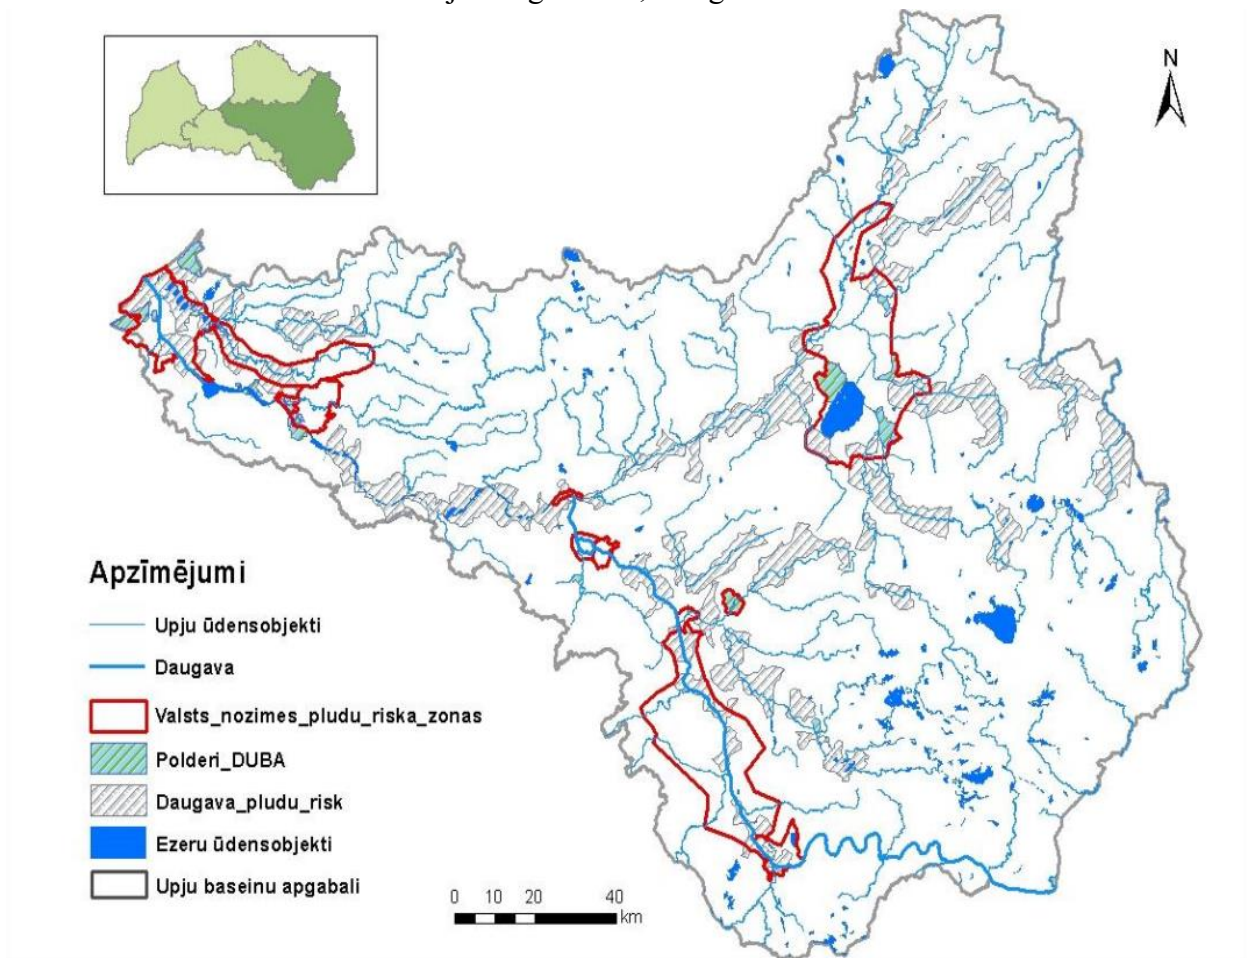 N
Apzīmējumi
Upju ūdensobjekti
Daugava
Valsts_nozimes_pludu_riska_zonas
Polderi_DUBA
Daugava_pludu_risk
Ezeru ūdensobjekti
Upju baseinu apgabali
0 10 20 40
km